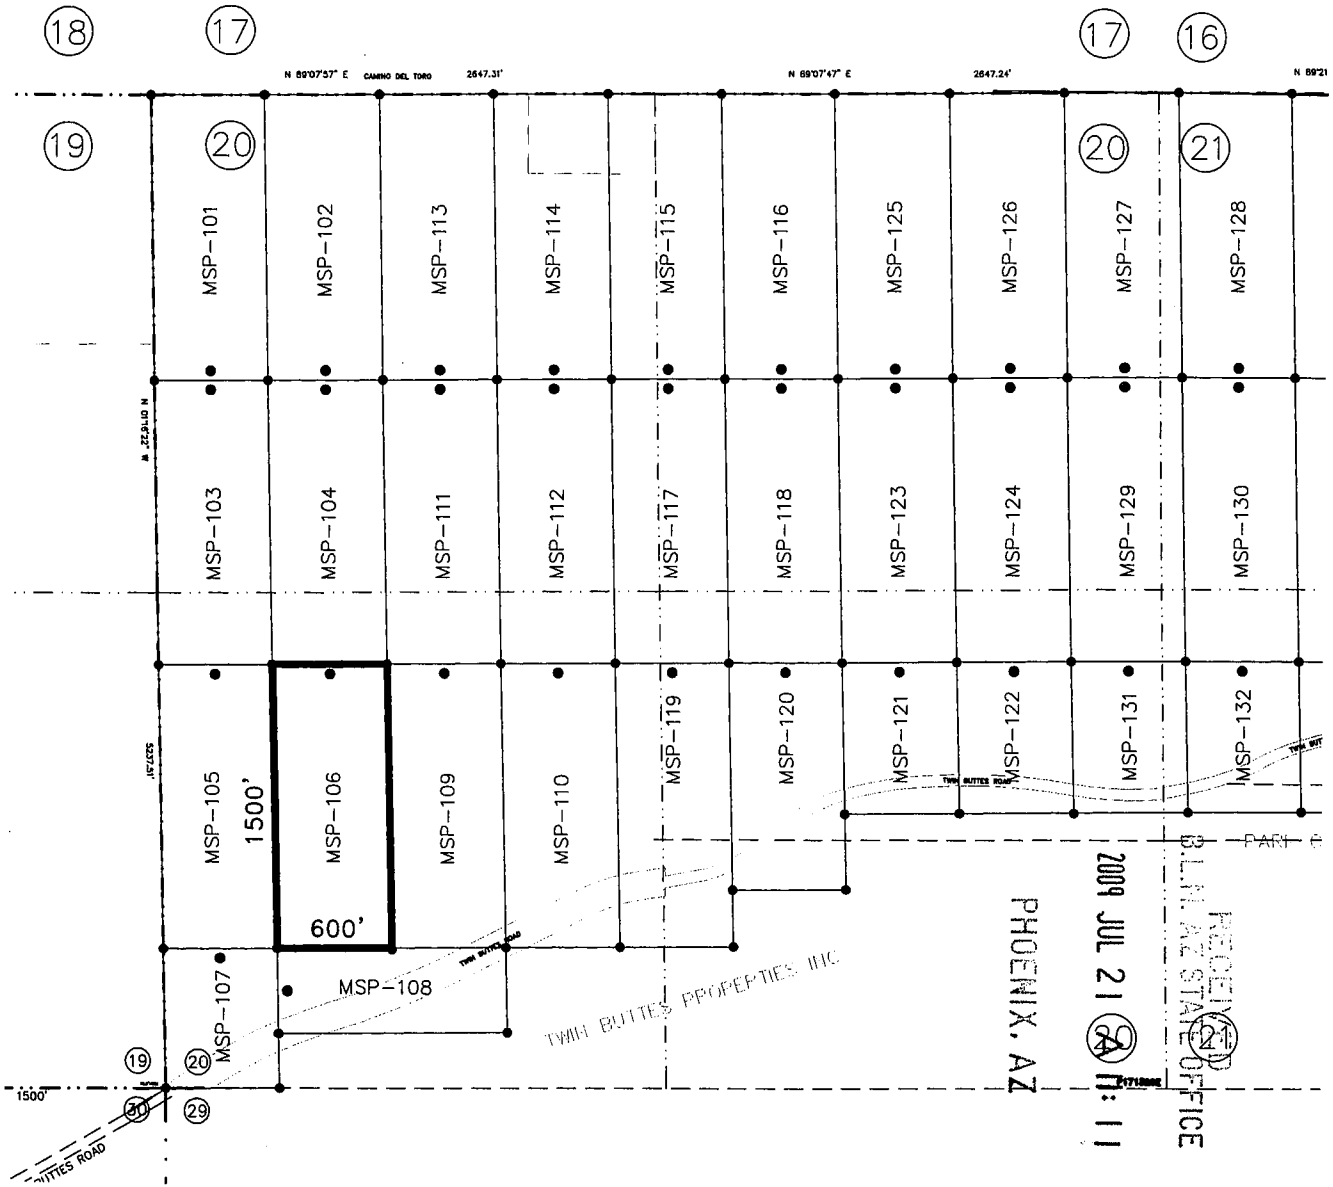 18 17 17 16
N 89°07'57" E CAMINO DEL TORO 2647.31' N 89°07'47" E 2647.24' N 89°21
19 20 20 21
MSP-101 MSP-102 MSP-113 MSP-114 MSP-115 MSP-116 MSP-125 MSP-126 MSP-127 MSP-128
N 01°16'22" W
MSP-103 MSP-104 MSP-111 MSP-112 MSP-117 MSP-118 MSP-123 MSP-124 MSP-129 MSP-130
5237.51'
MSP-105 1500' MSP-106 MSP-109 MSP-110 MSP-119 MSP-120 MSP-121 MSP-122 MSP-131 MSP-132
TWIN BUTTES ROAD
TWIN BUT
600'
TWIN BUTTES ROAD
MSP-107
MSP-108
TWIN BUTTES PROPERTIES INC
RECEIVED
B.L.M. AZ STATE OFFICE
2009 JUL 21 A 11: 11
PHOENIX, AZ
20 21
19 20
30 29
1500'
BUTTES ROAD